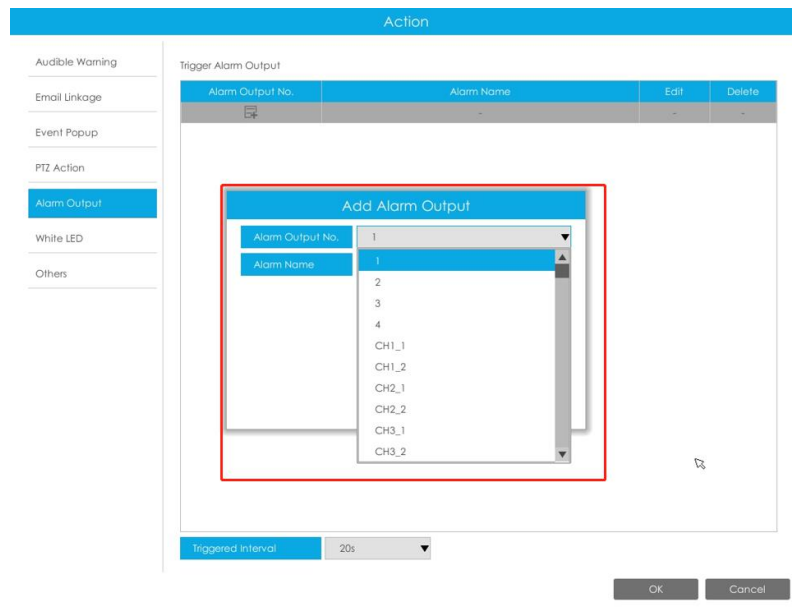 Action
Audible Warning
Email Linkage
Event Popup
PTZ Action
Alarm Output
White LED
Others
Trigger Alarm Output
Alarm Output No. Alarm Name Edit Delete
- - -
Add Alarm Output
Alarm Output No. 1
Alarm Name
1
2
3
4
CH1_1
CH1_2
CH2_1
CH2_2
CH3_1
CH3_2
Triggered Interval 20s
OK Cancel